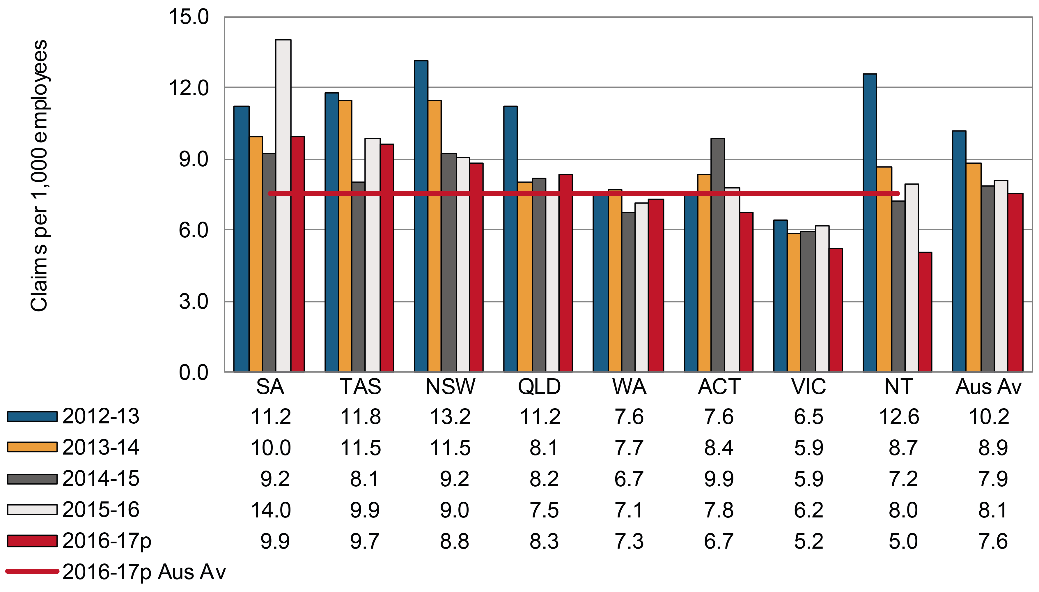 Claims per 1,000 employees
15.0
12.0
9.0
6.0
3.0
0.0
SA TAS NSW QLD WA ACT VIC NT Aus Av
2012-13 11.2 11.8 13.2 11.2 7.6 7.6 6.5 12.6 10.2
2013-14 10.0 11.5 11.5 8.1 7.7 8.4 5.9 8.7 8.9
2014-15 9.2 8.1 9.2 8.2 6.7 9.9 5.9 7.2 7.9
2015-16 14.0 9.9 9.0 7.5 7.1 7.8 6.2 8.0 8.1
2016-17p 9.9 9.7 8.8 8.3 7.3 6.7 5.2 5.0 7.6
2016-17p Aus Av